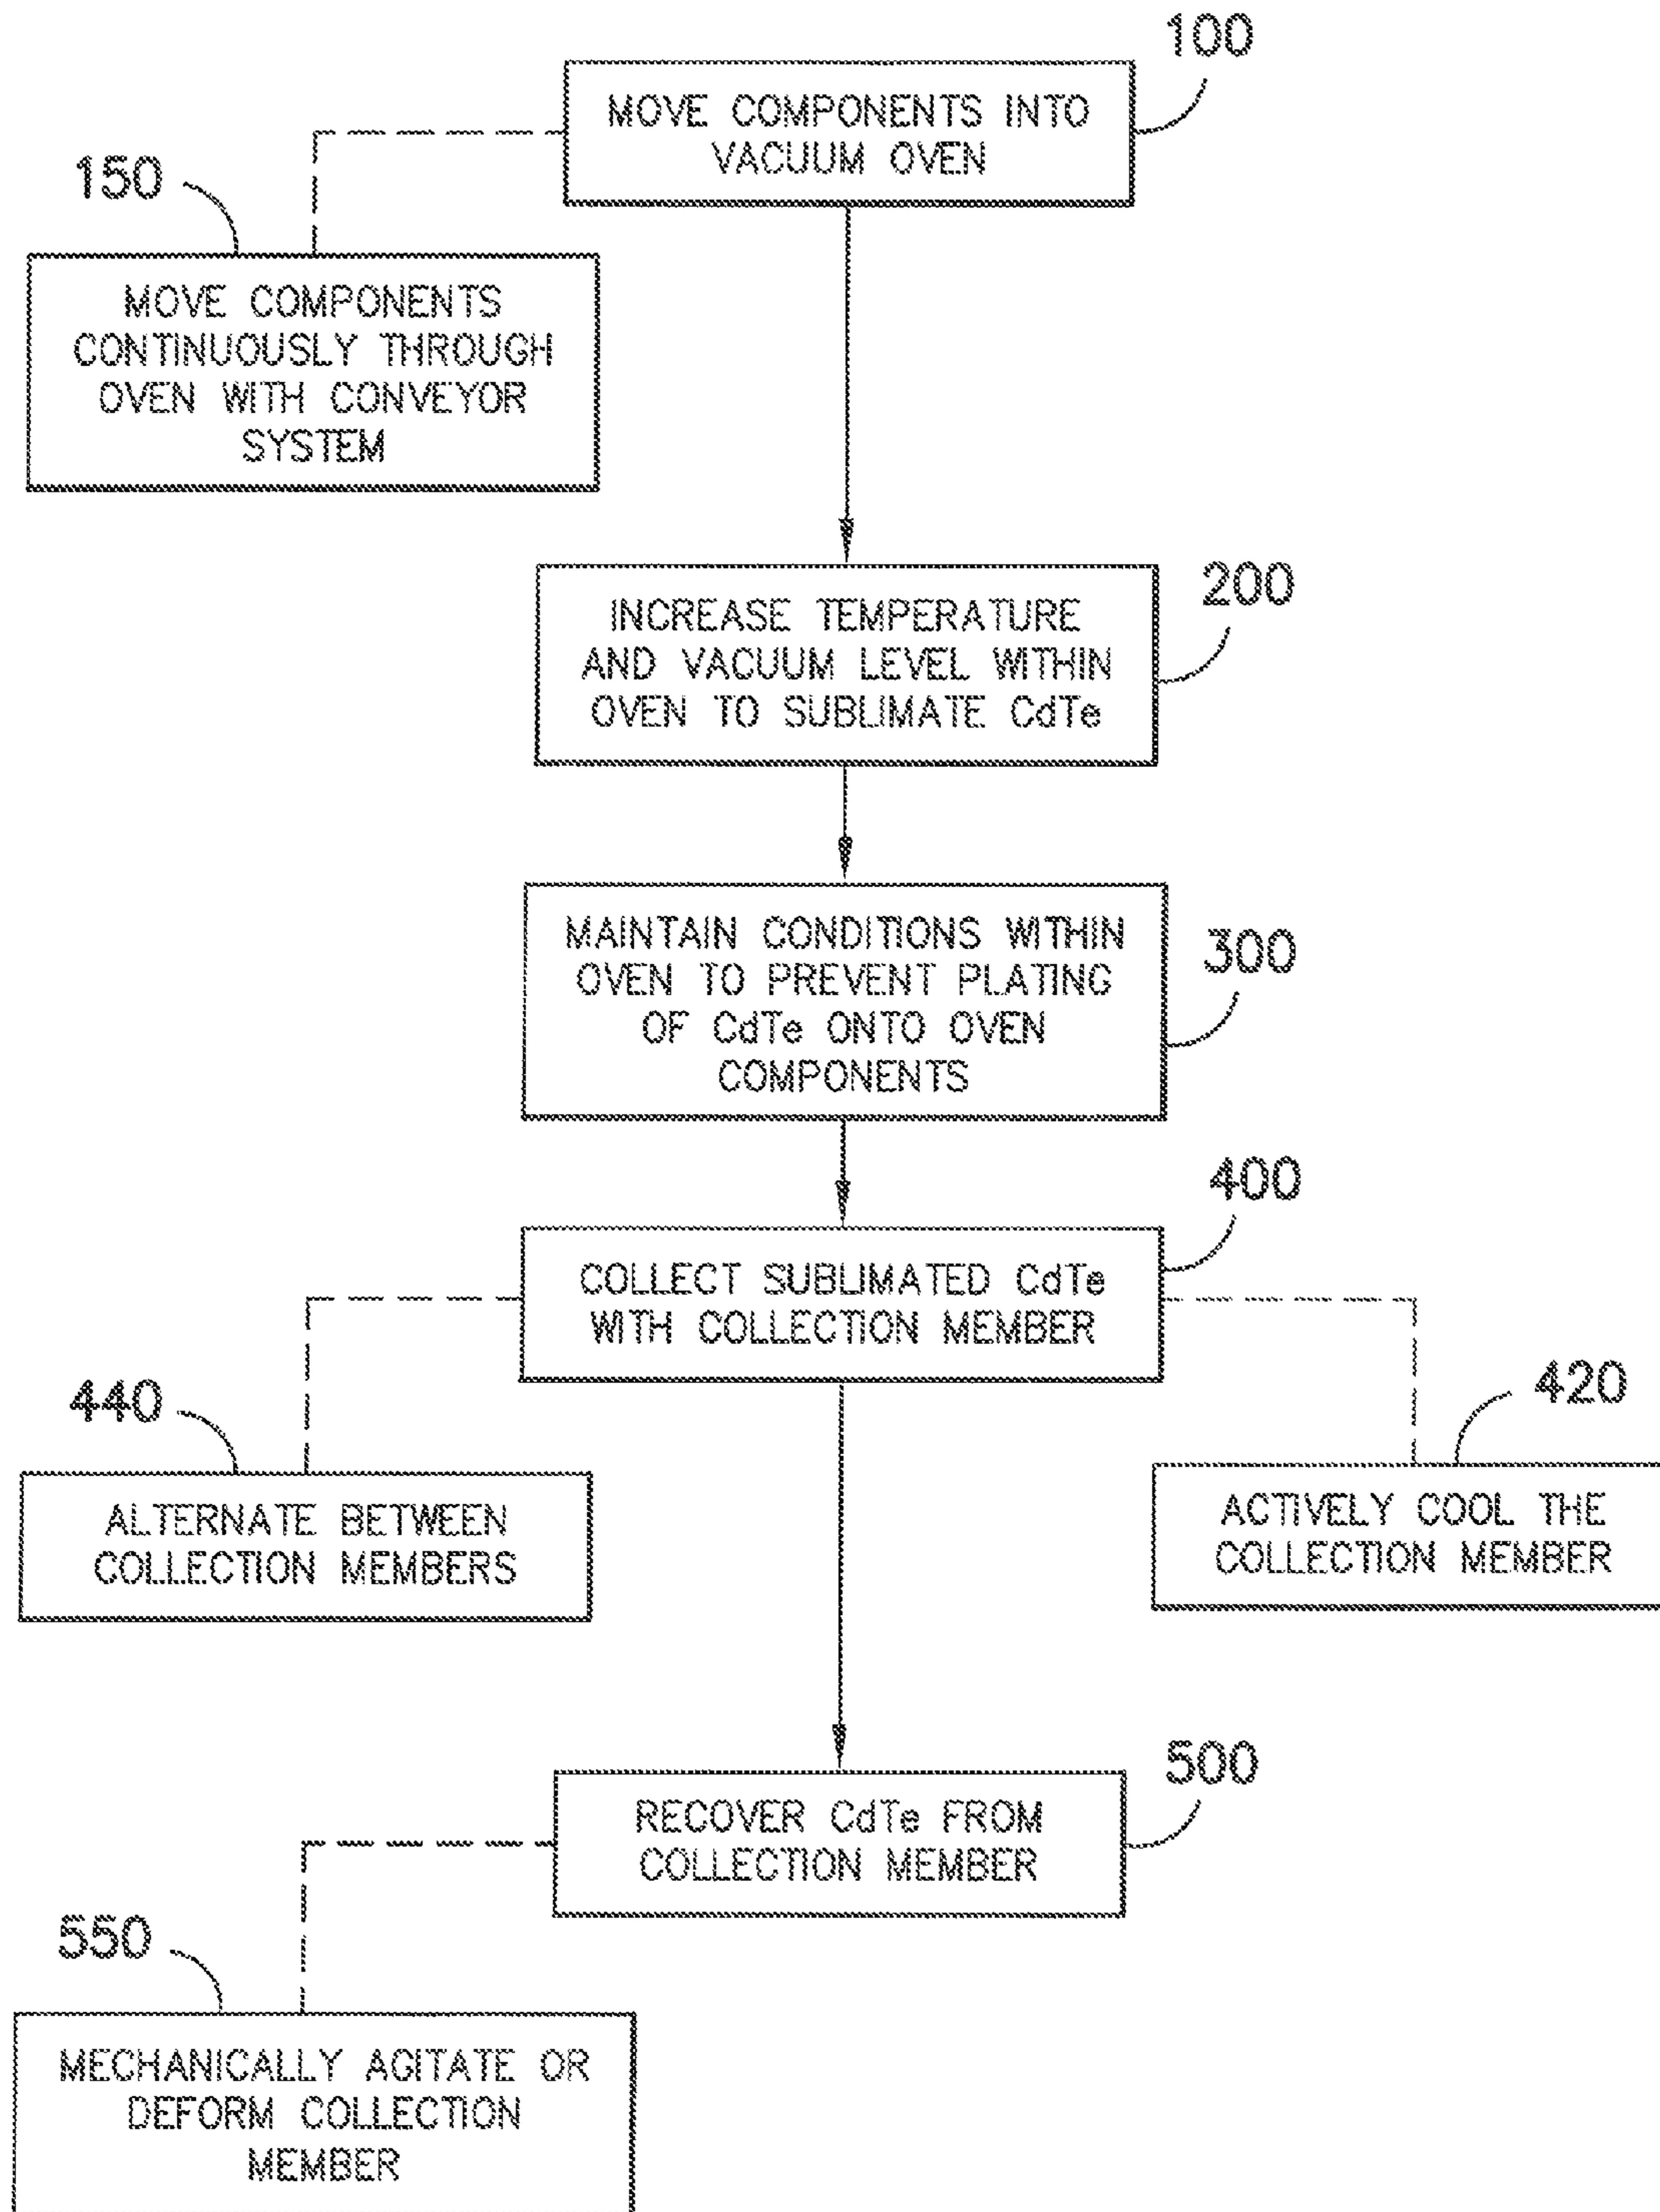 100
MOVE COMPONENTS INTO
VACUUM OVEN
150
MOVE COMPONENTS
CONTINUOUSLY THROUGH
OVEN WITH CONVEYOR
SYSTEM
200
INCREASE TEMPERATURE
AND VACUUM LEVEL WITHIN
OVEN TO SUBLIMATE CdTe
300
MAINTAIN CONDITIONS WITHIN
OVEN TO PREVENT PLATING
OF CdTe ONTO OVEN
COMPONENTS
400
COLLECT SUBLIMATED CdTe
WITH COLLECTION MEMBER
440
ALTERNATE BETWEEN
COLLECTION MEMBERS
420
ACTIVELY COOL THE
COLLECTION MEMBER
500
RECOVER CdTe FROM
COLLECTION MEMBER
550
MECHANICALLY AGITATE OR
DEFORM COLLECTION
MEMBER